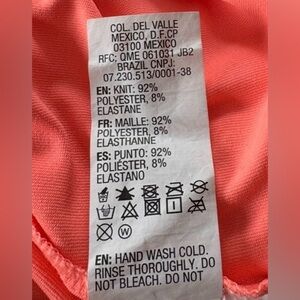 COL. DEL VALLE
MEXICO, D.F.CP
03100 MEXICO
RFC: QME 061031 JB2
BRAZIL CNPJ:
07.230.513/0001-38
EN: KNIT: 92%
POLYESTER, 8%
ELASTANE
FR: MAILLE: 92%
POLYESTER, 8%
ELASTHANNE
ES: PUNTO: 92%
POLIÉSTER, 8%
ELASTANO
W
EN: HAND WASH COLD.
RINSE THOROUGHLY. DO
NOT BLEACH. DO NOT